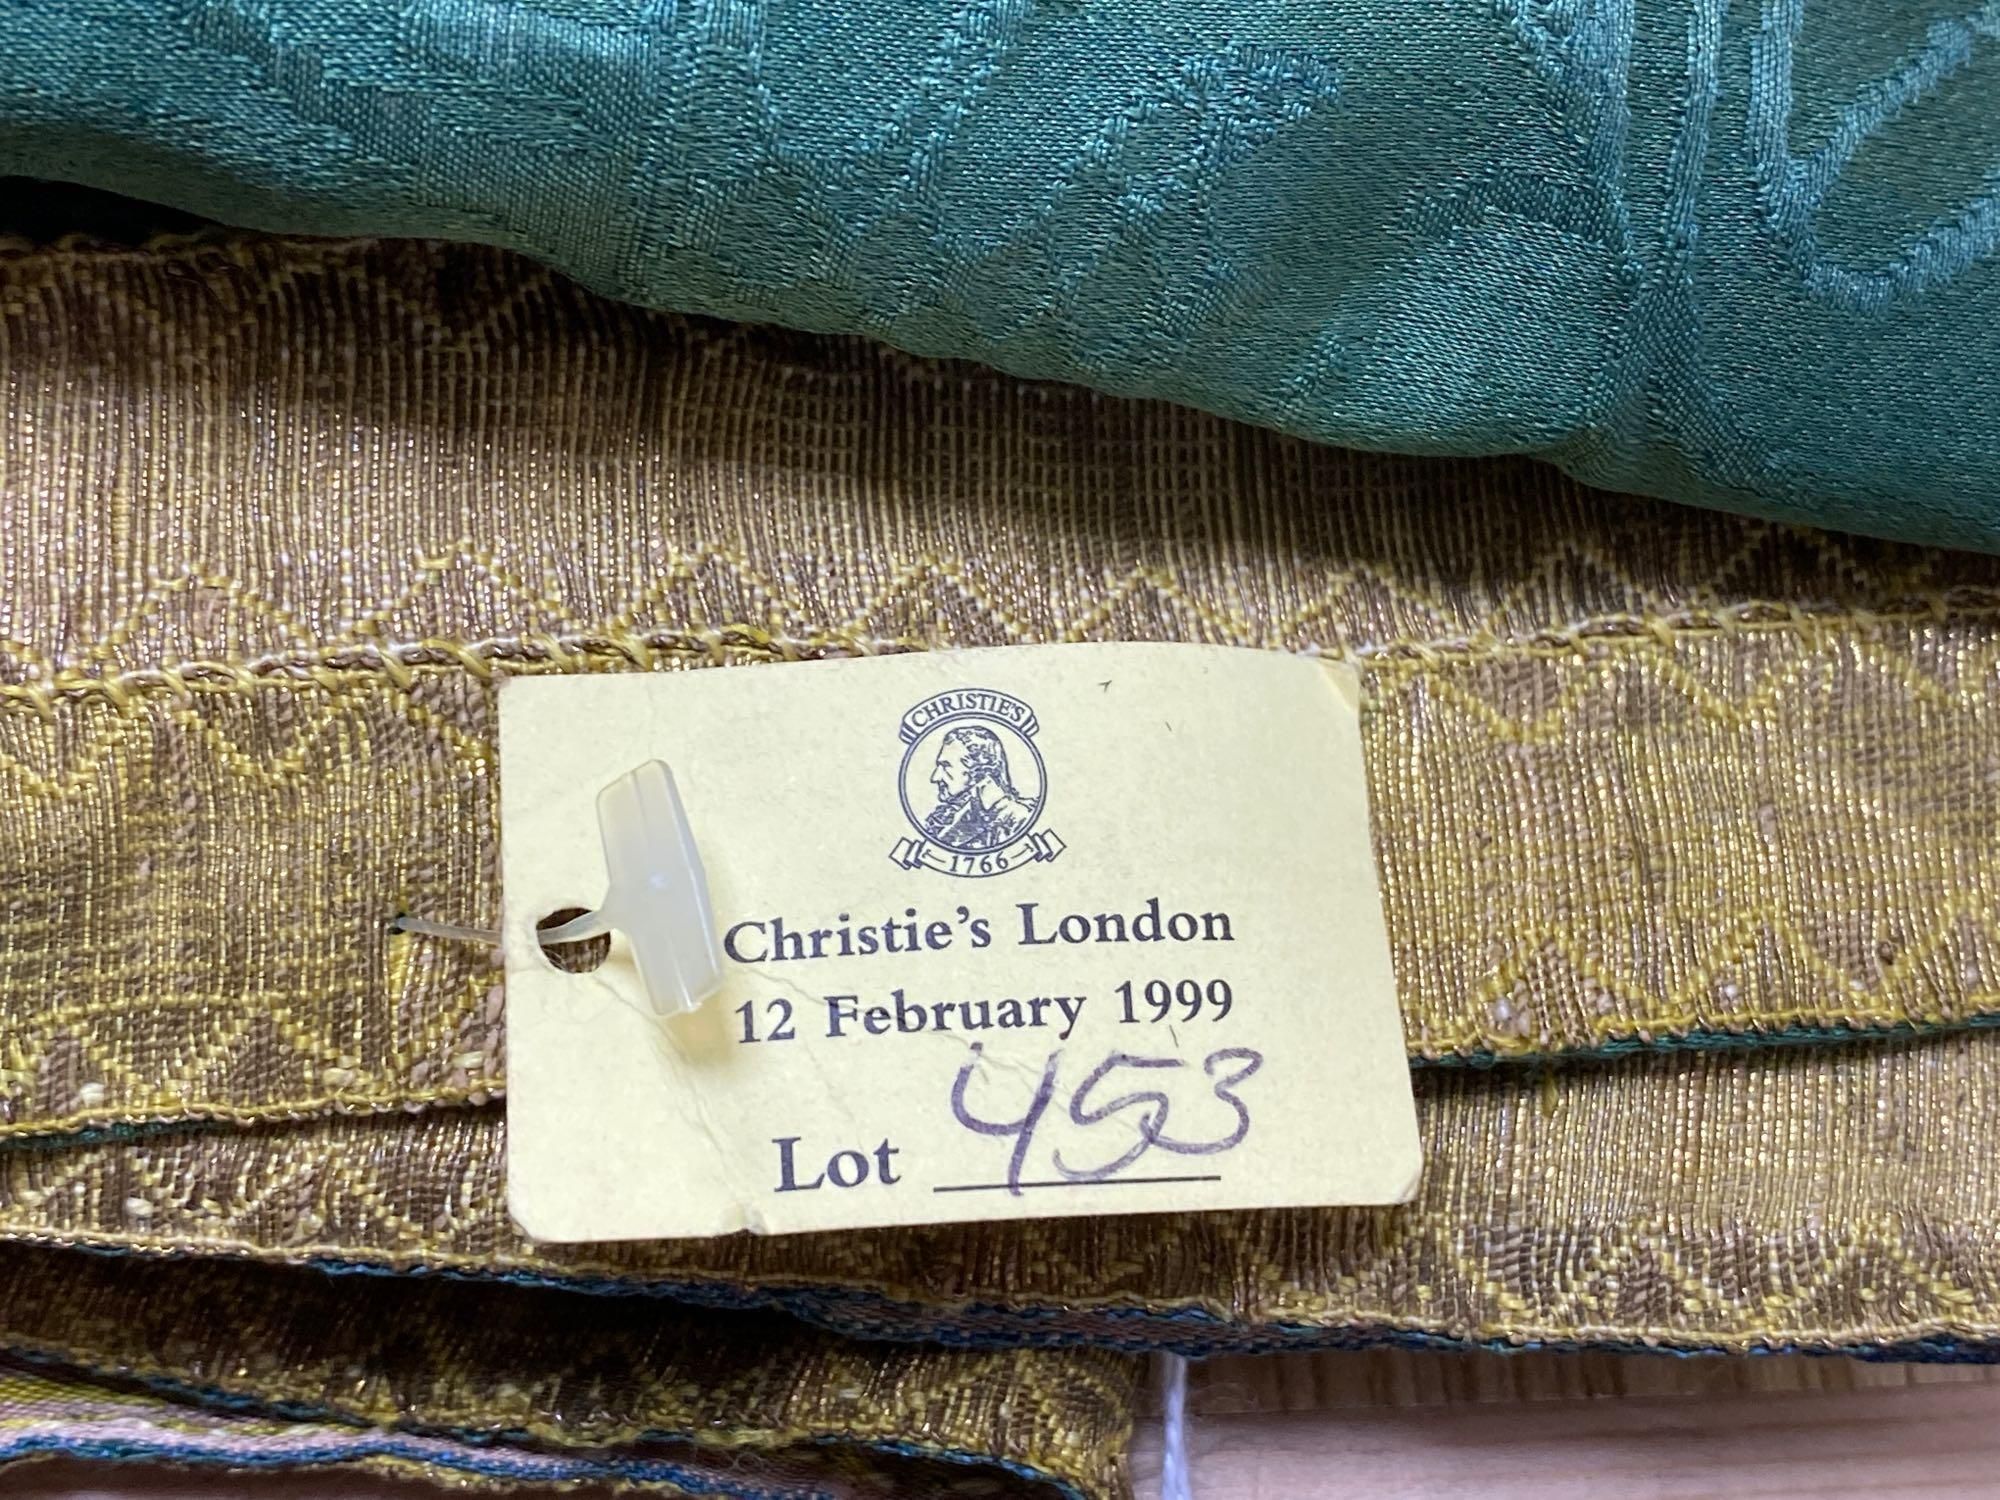 CHRISTIE'S
1766
Christie's London
12 February 1999
Lot 453